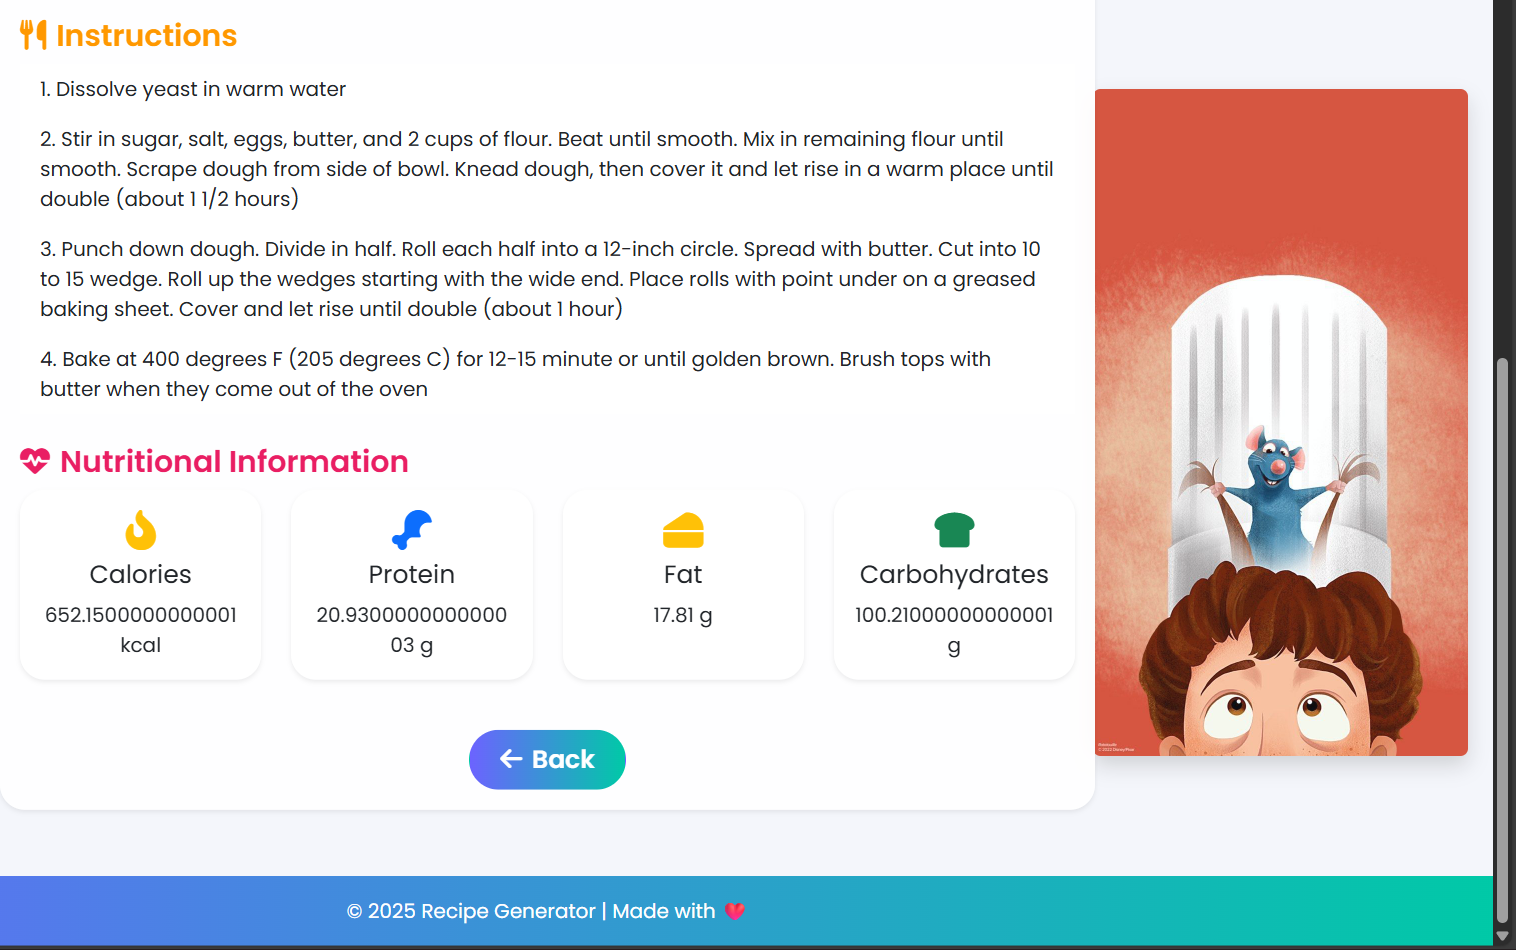 Instructions
1. Dissolve yeast in warm water
2. Stir in sugar, salt, eggs, butter, and 2 cups of flour. Beat until smooth. Mix in remaining flour until
smooth. Scrape dough from side of bowl. Knead dough, then cover it and let rise in a warm place until
double (about 1 1/2 hours)
3. Punch down dough. Divide in half. Roll each half into a 12-inch circle. Spread with butter. Cut into 10
to 15 wedge. Roll up the wedges starting with the wide end. Place rolls with point under on a greased
baking sheet. Cover and let rise until double (about 1 hour)
4. Bake at 400 degrees F (205 degrees C) for 12-15 minute or until golden brown. Brush tops with
butter when they come out of the oven
Nutritional Information
Calories
652.1500000000001
kcal
Protein
20.9300000000000
03 g
Fat
17.81 g
Carbohydrates
100.21000000000001
g
Back
© 2025 Recipe Generator | Made with ❤️